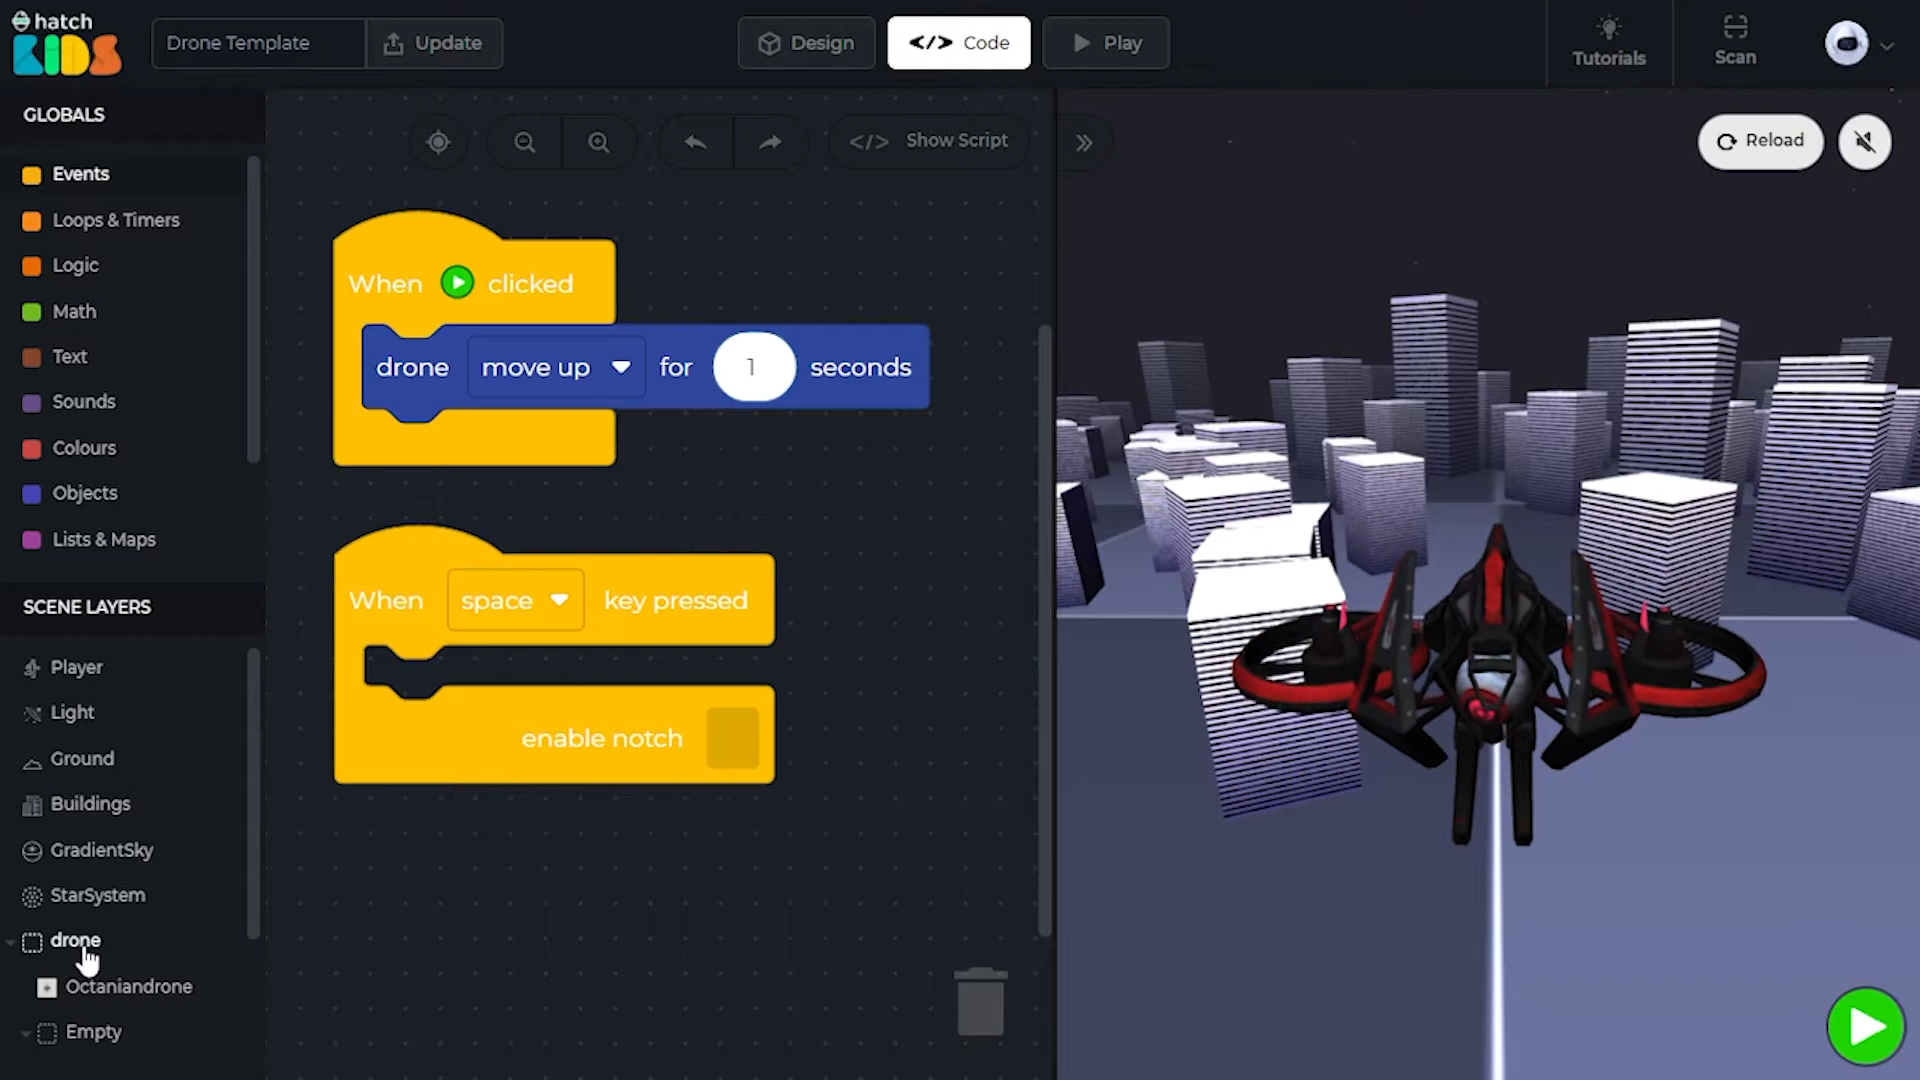 hatch
KIDS
Drone Template
Update
Design
</> Code
Play
Tutorials
Scan
GLOBALS
Events
Loops & Timers
Logic
Math
Text
Sounds
Colours
Objects
Lists & Maps
SCENE LAYERS
Player
Light
Ground
Buildings
GradientSky
StarSystem
drone
Octaniandrone
Empty
</> Show Script
When clicked
drone move up for 1 seconds
When space key pressed
enable notch
Reload